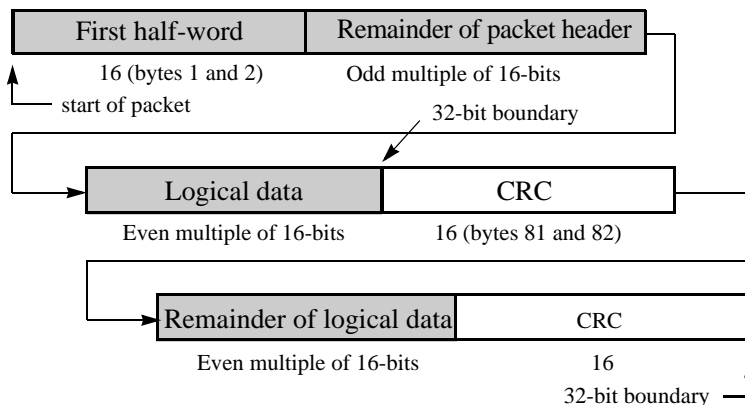 First half-word Remainder of packet header
16 (bytes 1 and 2) Odd multiple of 16-bits
start of packet
32-bit boundary
Logical data CRC
Even multiple of 16-bits 16 (bytes 81 and 82)
Remainder of logical data CRC
Even multiple of 16-bits 16
32-bit boundary